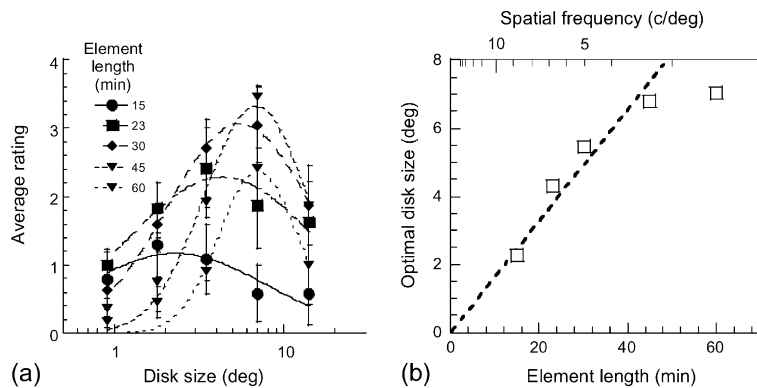 Element
length
(min)
15
23
30
45
60
4
3
2
1
0
Average rating
1
10
Disk size (deg)
(a)
Spatial frequency (c/deg)
10
5
8
6
4
2
0
Optimal disk size (deg)
0
20
40
60
Element length (min)
(b)